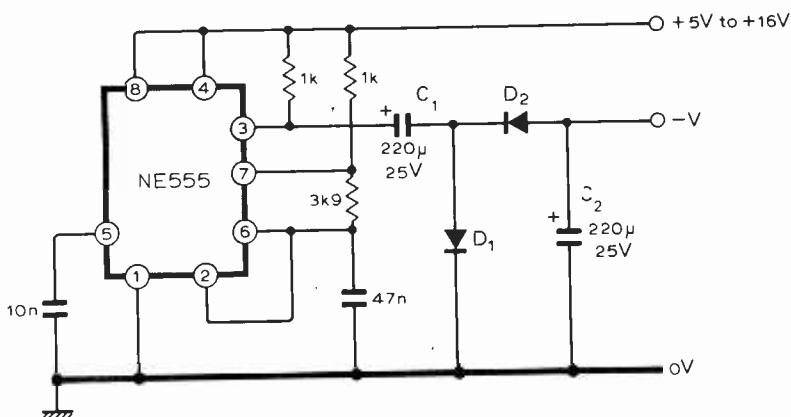 +5V to +16V
8
4
1k
1k
C1
D2
3
+
-V
220µ
25V
7
NE555
3k9
C2
+
220µ
25V
5
6
D1
1
2
10n
47n
0V